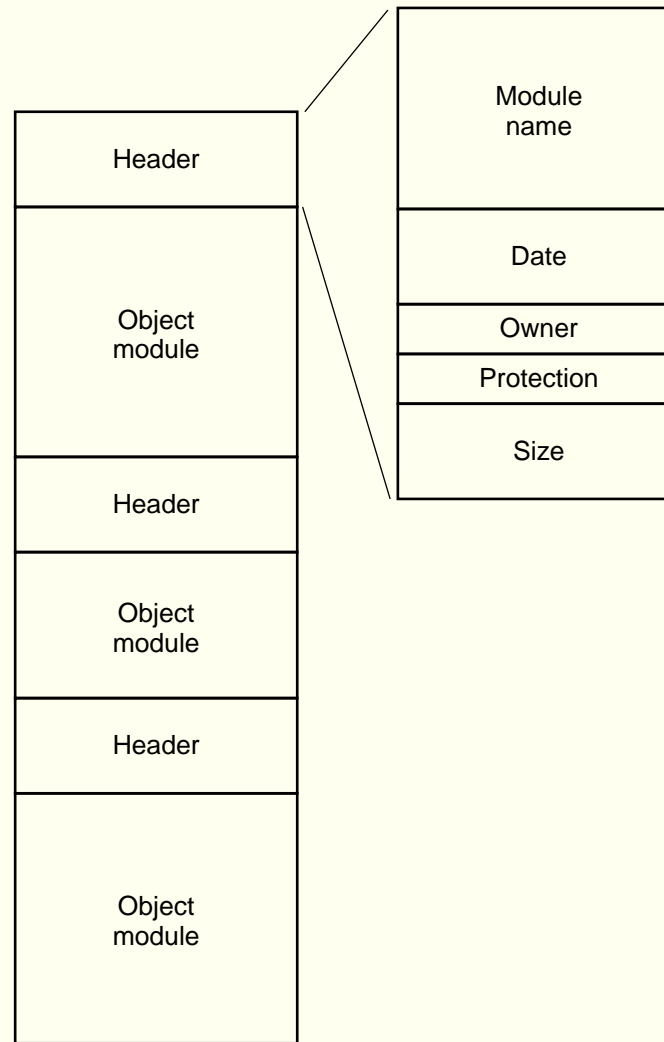 Header
Object
module
Header
Object
module
Header
Object
module
Module
name
Date
Owner
Protection
Size